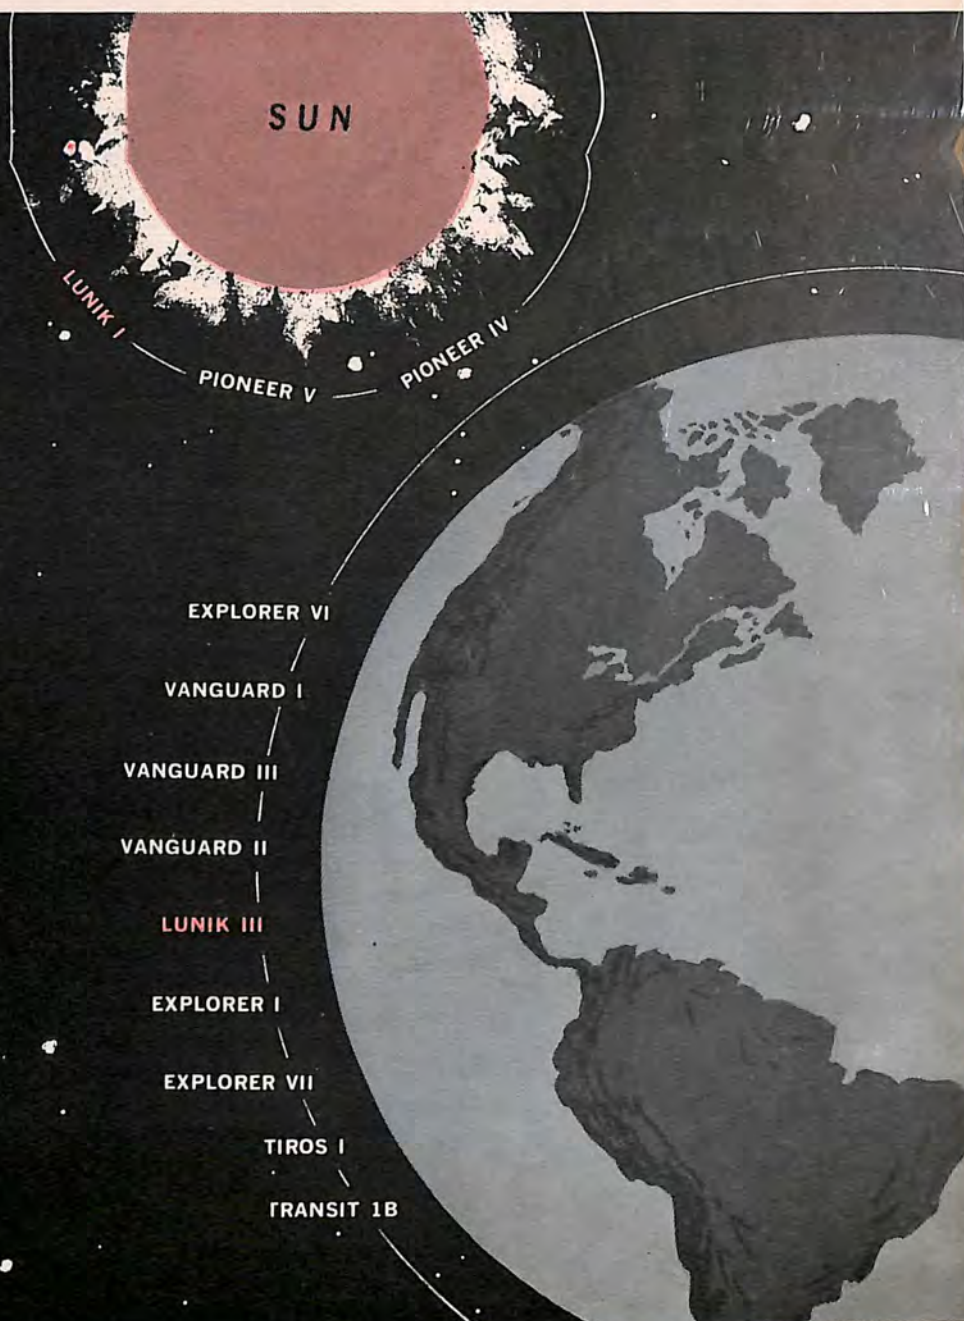 SUN
LUNIK I
PIONEER V
PIONEER IV
EXPLORER VI
VANGUARD I
VANGUARD III
VANGUARD II
LUNIK III
EXPLORER I
EXPLORER VII
TIROS I
TRANSIT 1B